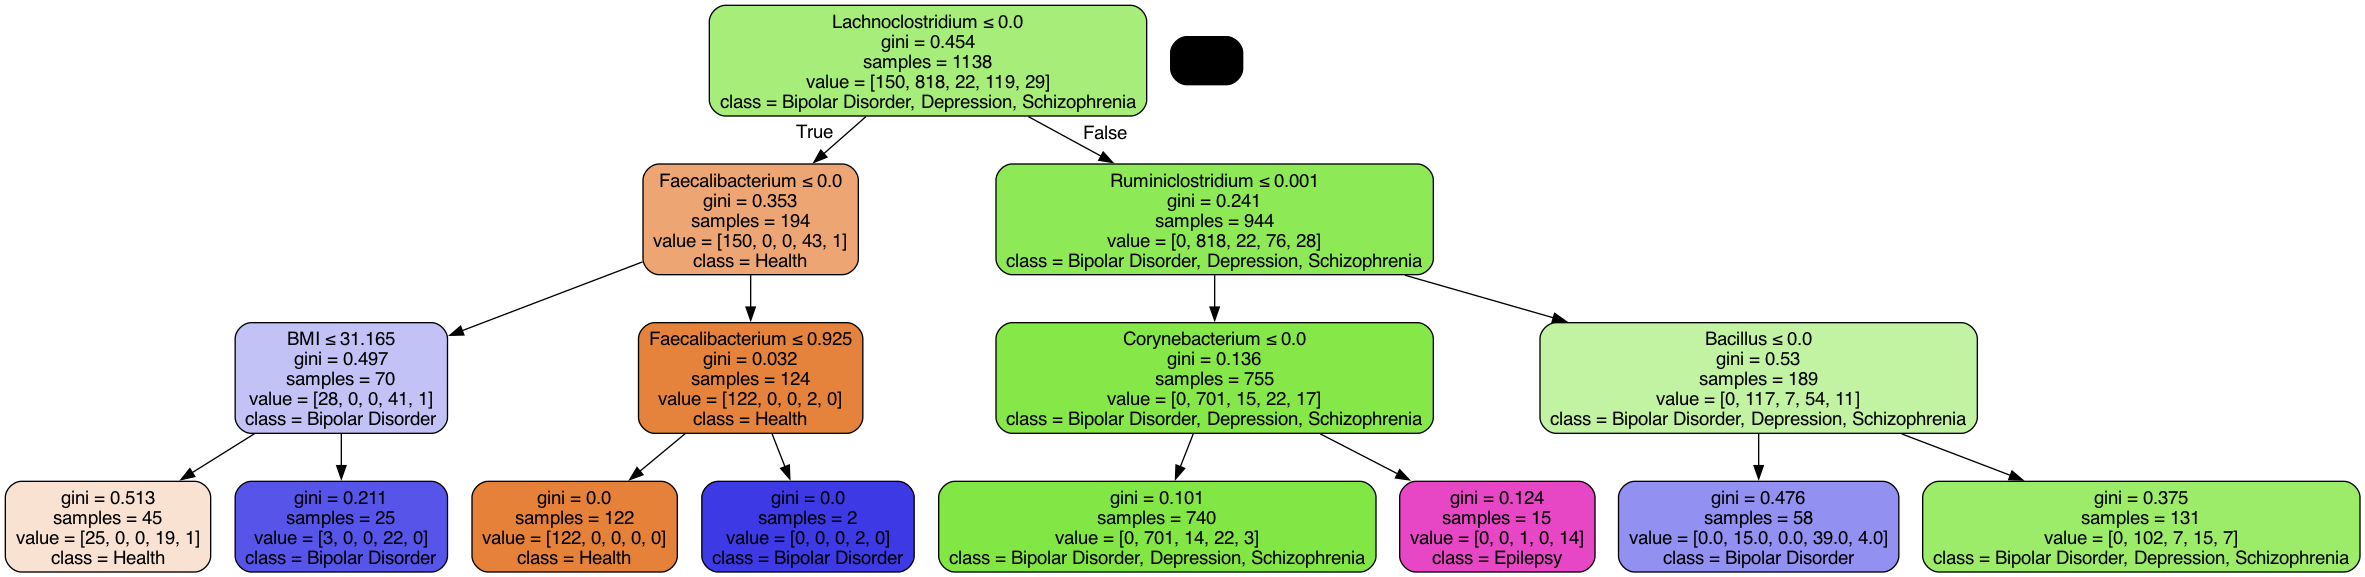 Lachnoclostridium ≤ 0.0
gini = 0.454
samples = 1138
value = [150, 818, 22, 119, 29]
class = Bipolar Disorder, Depression, Schizophrenia
True
False
Faecalibacterium ≤ 0.0
gini = 0.353
samples = 194
value = [150, 0, 0, 43, 1]
class = Health
Ruminiclostridium ≤ 0.001
gini = 0.241
samples = 944
value = [0, 818, 22, 76, 28]
class = Bipolar Disorder, Depression, Schizophrenia
BMI ≤ 31.165
gini = 0.497
samples = 70
value = [28, 0, 0, 41, 1]
class = Bipolar Disorder
Faecalibacterium ≤ 0.925
gini = 0.032
samples = 124
value = [122, 0, 0, 2, 0]
class = Health
Corynebacterium ≤ 0.0
gini = 0.136
samples = 755
value = [0, 701, 15, 22, 17]
class = Bipolar Disorder, Depression, Schizophrenia
Bacillus ≤ 0.0
gini = 0.53
samples = 189
value = [0, 117, 7, 54, 11]
class = Bipolar Disorder, Depression, Schizophrenia
gini = 0.513
samples = 45
value = [25, 0, 0, 19, 1]
class = Health
gini = 0.211
samples = 25
value = [3, 0, 0, 22, 0]
class = Bipolar Disorder
gini = 0.0
samples = 122
value = [122, 0, 0, 0, 0]
class = Health
gini = 0.0
samples = 2
value = [0, 0, 0, 2, 0]
class = Bipolar Disorder
gini = 0.101
samples = 740
value = [0, 701, 14, 22, 3]
class = Bipolar Disorder, Depression, Schizophrenia
gini = 0.124
samples = 15
value = [0, 0, 1, 0, 14]
class = Epilepsy
gini = 0.476
samples = 58
value = [0.0, 15.0, 0.0, 39.0, 4.0]
class = Bipolar Disorder
gini = 0.375
samples = 131
value = [0, 102, 7, 15, 7]
class = Bipolar Disorder, Depression, Schizophrenia